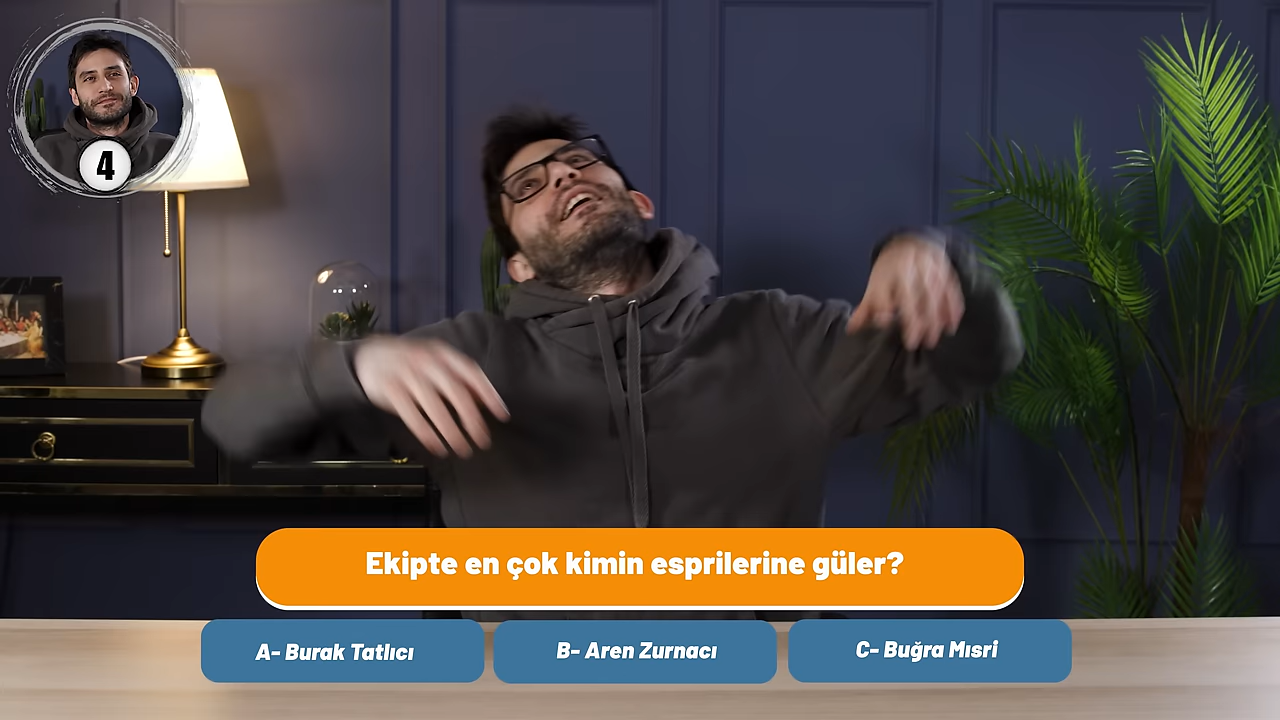 4
Ekipte en çok kimin esprilerine güler?
A- Burak Tatlıcı
B- Aren Zurnacı
C- Buğra Mısri